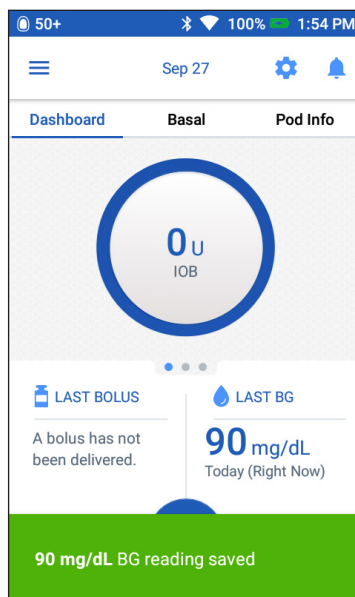 50+ 100% 1:54 PM
Sep 27
Dashboard Basal Pod Info
0 U
IOB
LAST BOLUS
A bolus has not
been delivered.
LAST BG
90 mg/dL
Today (Right Now)
90 mg/dL BG reading saved